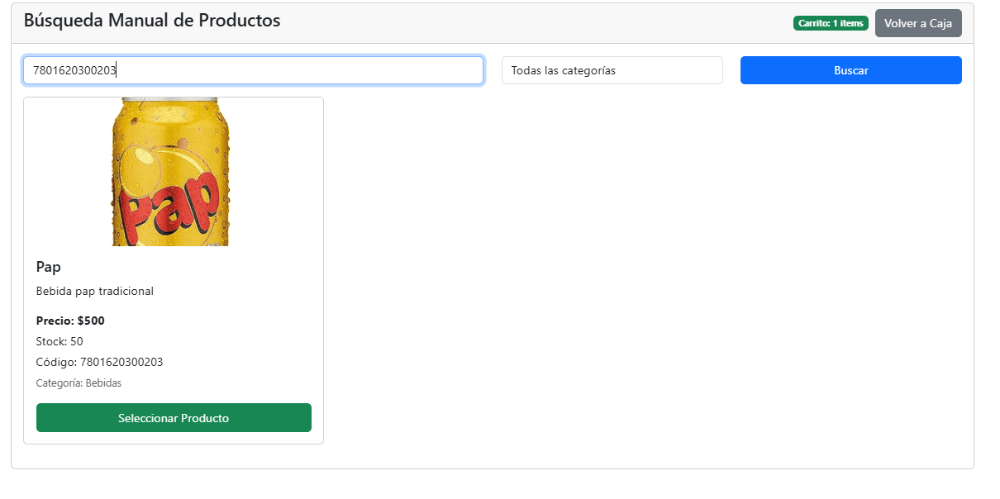 Búsqueda Manual de Productos
Carrito: 1 items
Volver a Caja
7801620300203
Todas las categorías
Buscar
Pap
Pap
Bebida pap tradicional
Precio: $500
Stock: 50
Código: 7801620300203
Categoría: Bebidas
Seleccionar Producto